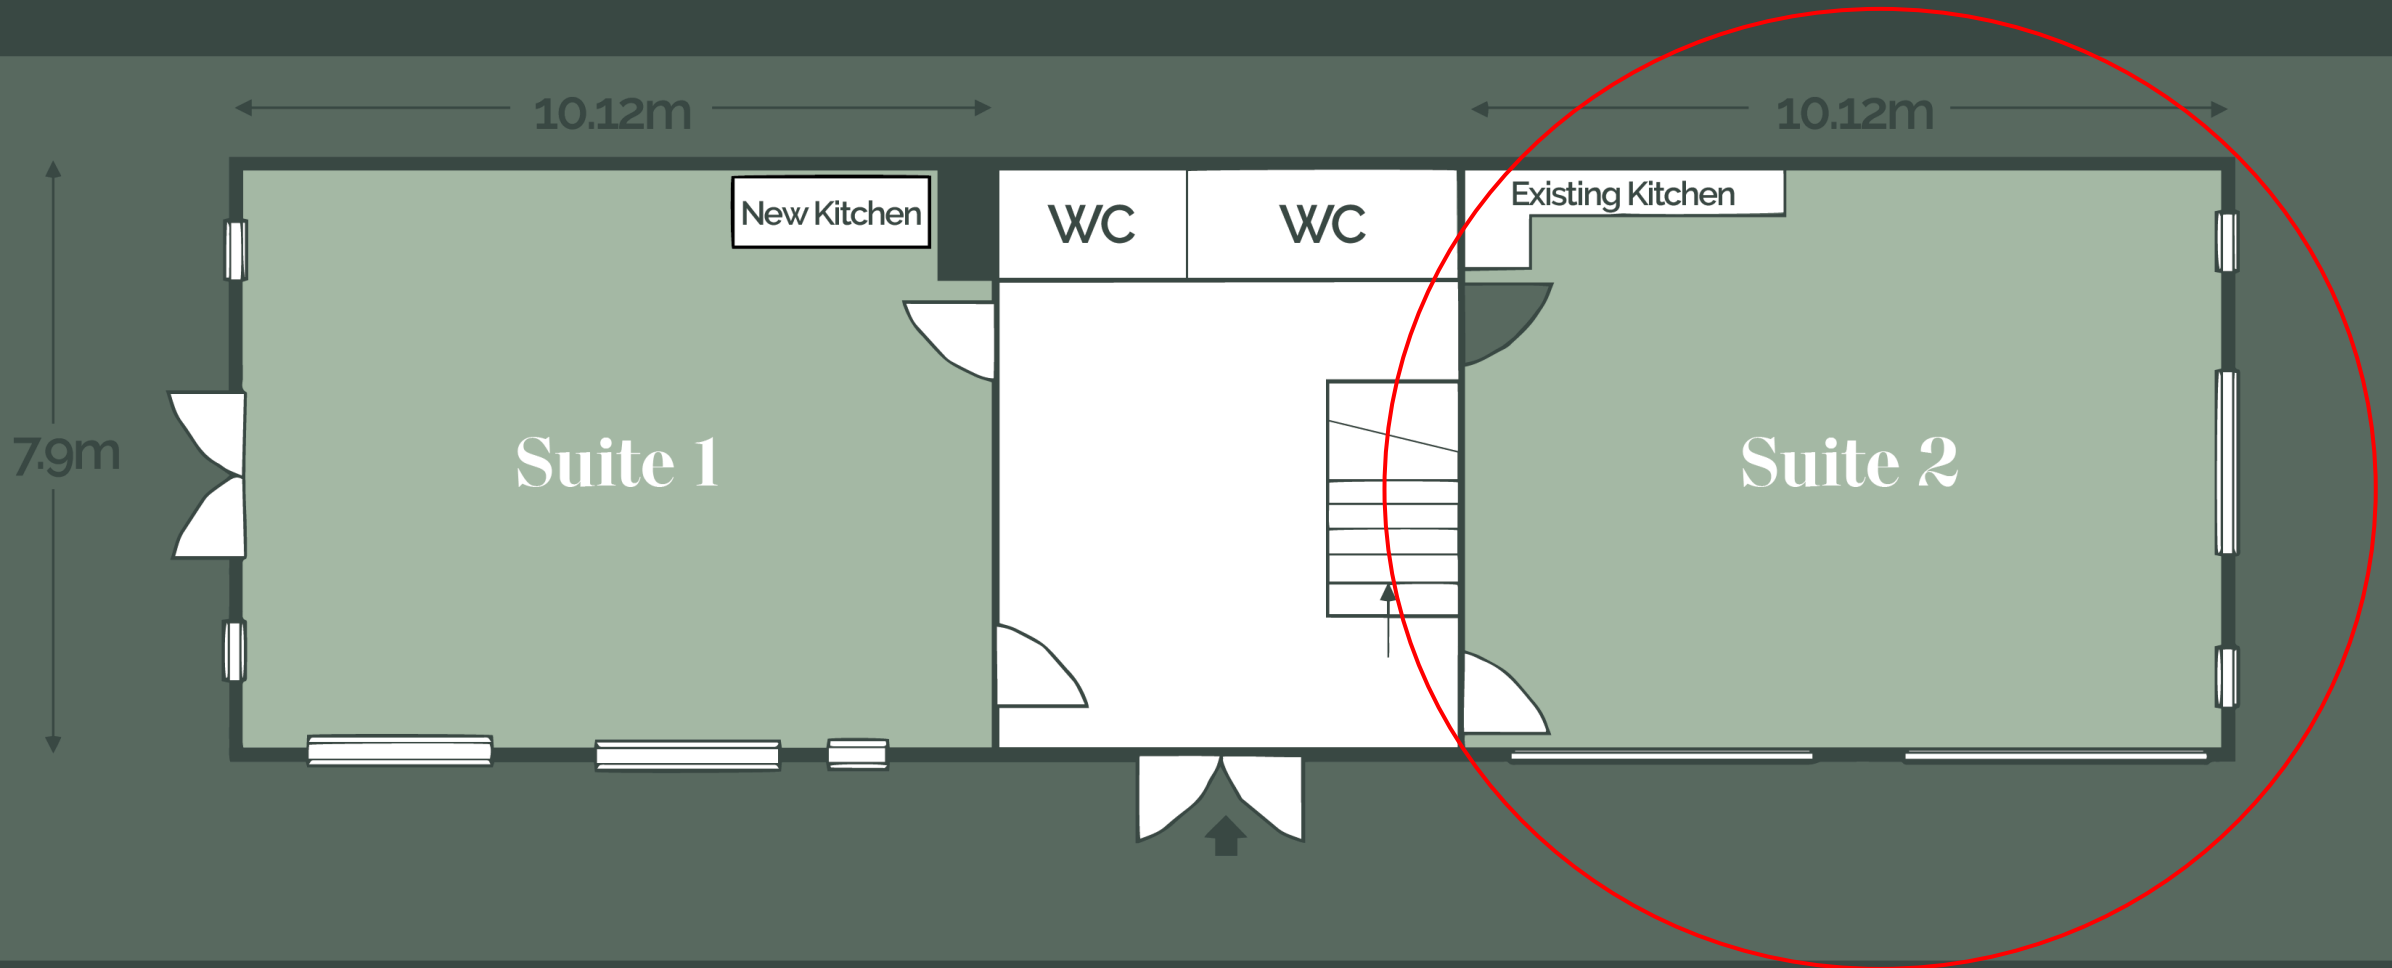 10.12m
10.12m
New Kitchen
WC
WC
Existing Kitchen
7.9m
Suite 1
Suite 2